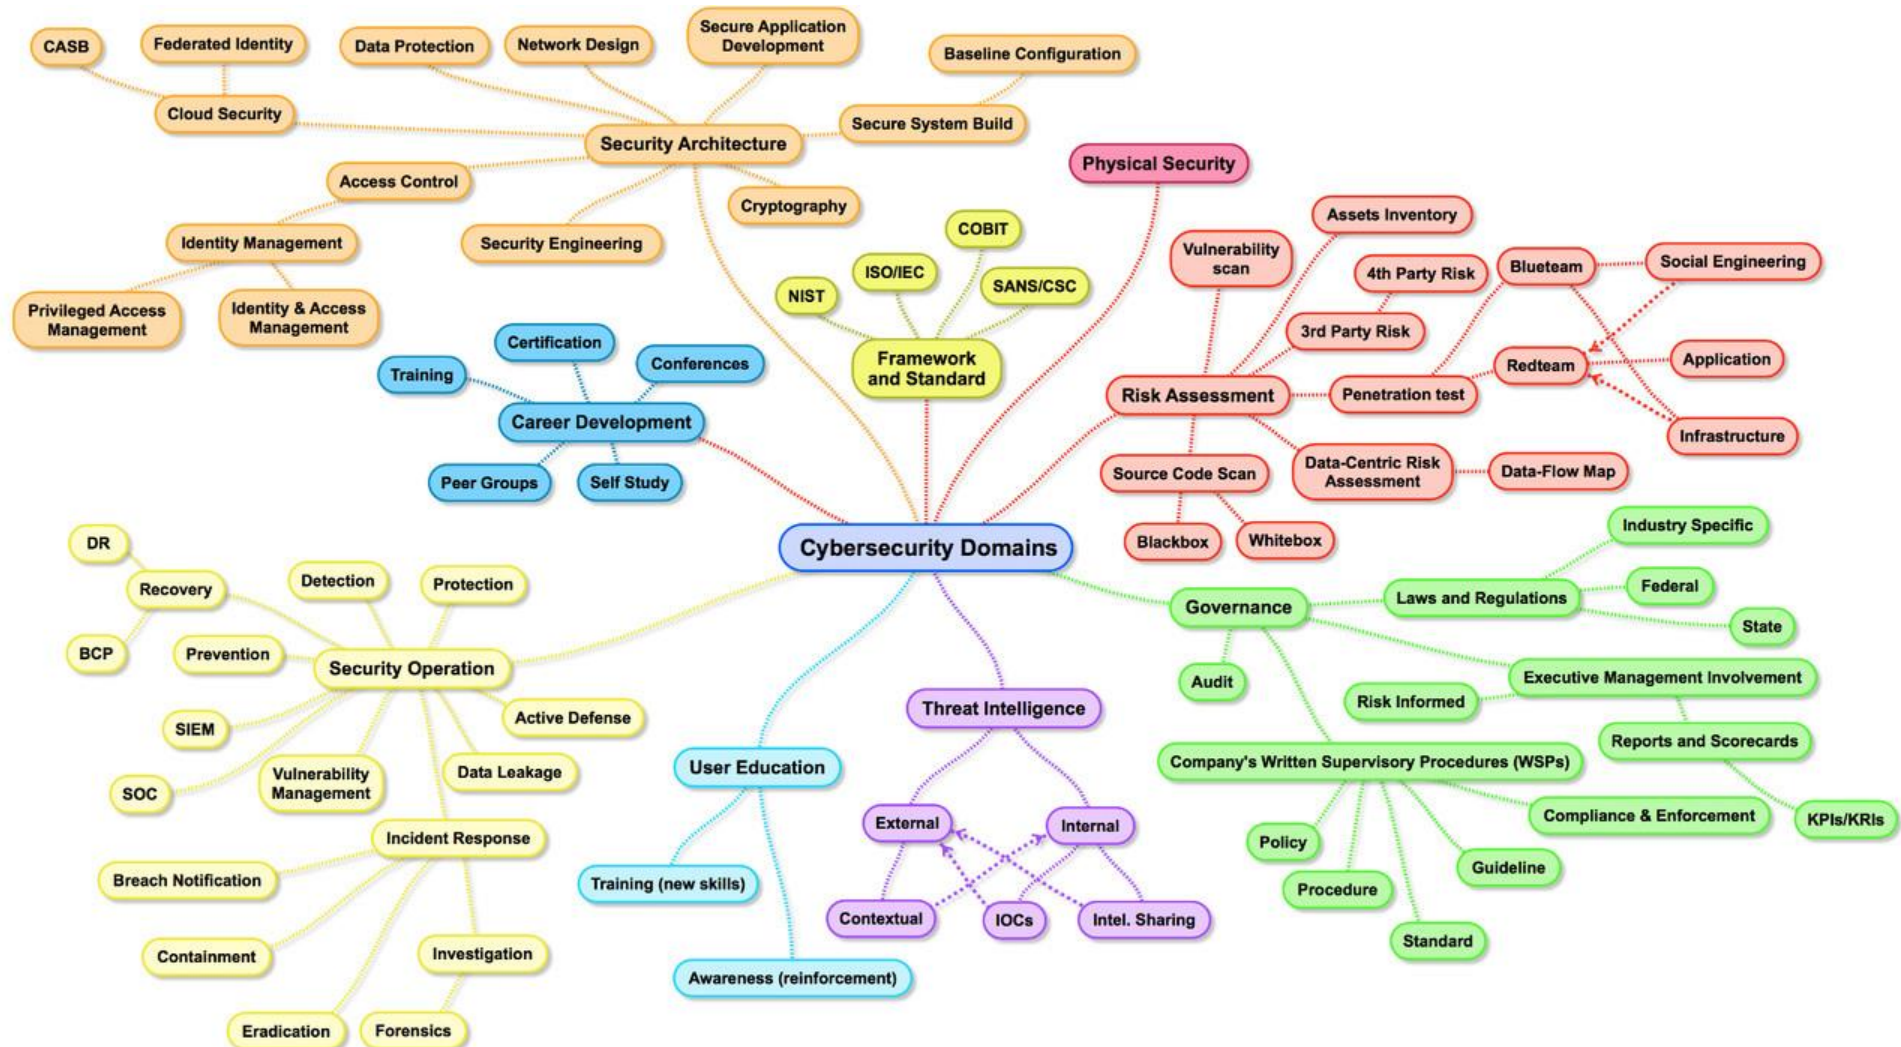 CASB
Federated Identity
Data Protection
Network Design
Secure Application
Development
Baseline Configuration
Cloud Security
Secure System Build
Security Architecture
Access Control
Cryptography
Identity Management
Security Engineering
Privileged Access
Management
Identity & Access
Management
Physical Security
COBIT
ISO/IEC
NIST
SANS/CSC
Framework
and Standard
Certification
Training
Conferences
Career Development
Peer Groups
Self Study
Assets Inventory
Vulnerability
scan
4th Party Risk
Blueteam
Social Engineering
3rd Party Risk
Redteam
Application
Risk Assessment
Penetration test
Infrastructure
Source Code Scan
Data-Centric Risk
Assessment
Data-Flow Map
Blackbox
Whitebox
Cybersecurity Domains
Industry Specific
Laws and Regulations
Federal
State
Governance
Audit
Executive Management Involvement
Risk Informed
Reports and Scorecards
Company's Written Supervisory Procedures (WSPs)
Compliance & Enforcement
KPIs/KRIs
Policy
Guideline
Procedure
Standard
DR
Recovery
Detection
Protection
BCP
Prevention
Security Operation
SIEM
Active Defense
SOC
Vulnerability
Management
Data Leakage
Incident Response
Breach Notification
Containment
Investigation
Eradication
Forensics
User Education
Training (new skills)
Awareness (reinforcement)
Threat Intelligence
External
Internal
Contextual
IOCs
Intel. Sharing